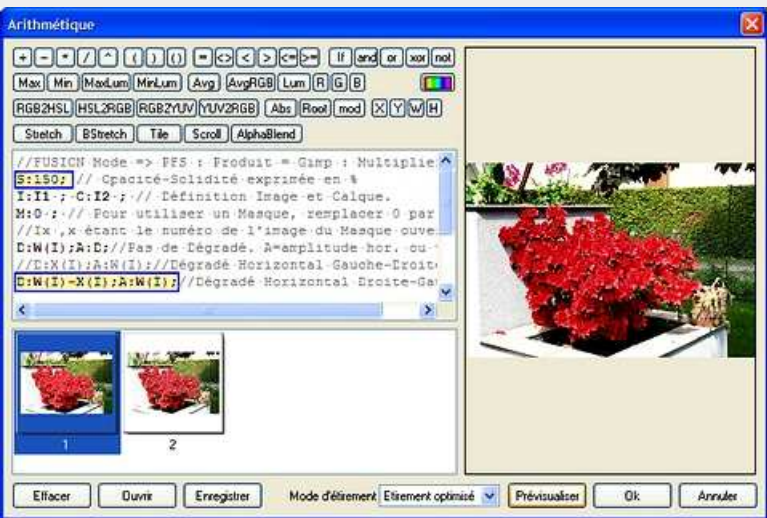 Arithmétique
+ - * / ^ ( ) () = <> < > <= >= If and or xor not
Max Min MaxLum MinLum Avg AvgRGB Lum R G B
RGB2HSL HSL2RGB RGB2YUV YUV2RGB Abs Root mod X Y W H
Stretch BStretch Tile Scroll AlphaBlend
//FUSION Mode => PFS : Produit = Gimp : Multiplie
S:150; // Opacité-Solidité exprimée en %
I:I1 ; C:I2 ; // Définition Image et Calque.
M:0 ; // Pour utiliser un Masque, remplacer 0 par
//Ix ,x étant le numéro de l'image du Masque ouve
D:W(I);A:D;//Pas de Dégradé. A=amplitude hor. ou
//D:X(I);A:W(I);//Dégradé Horizontal Gauche-Droit
D:W(I)-X(I);A:W(I);//Dégradé Horizontal Droite-Ga
1 2
Effacer Ouvrir Enregistrer Mode d'étirement Etirement optimisé Prévisualiser Ok Annuler